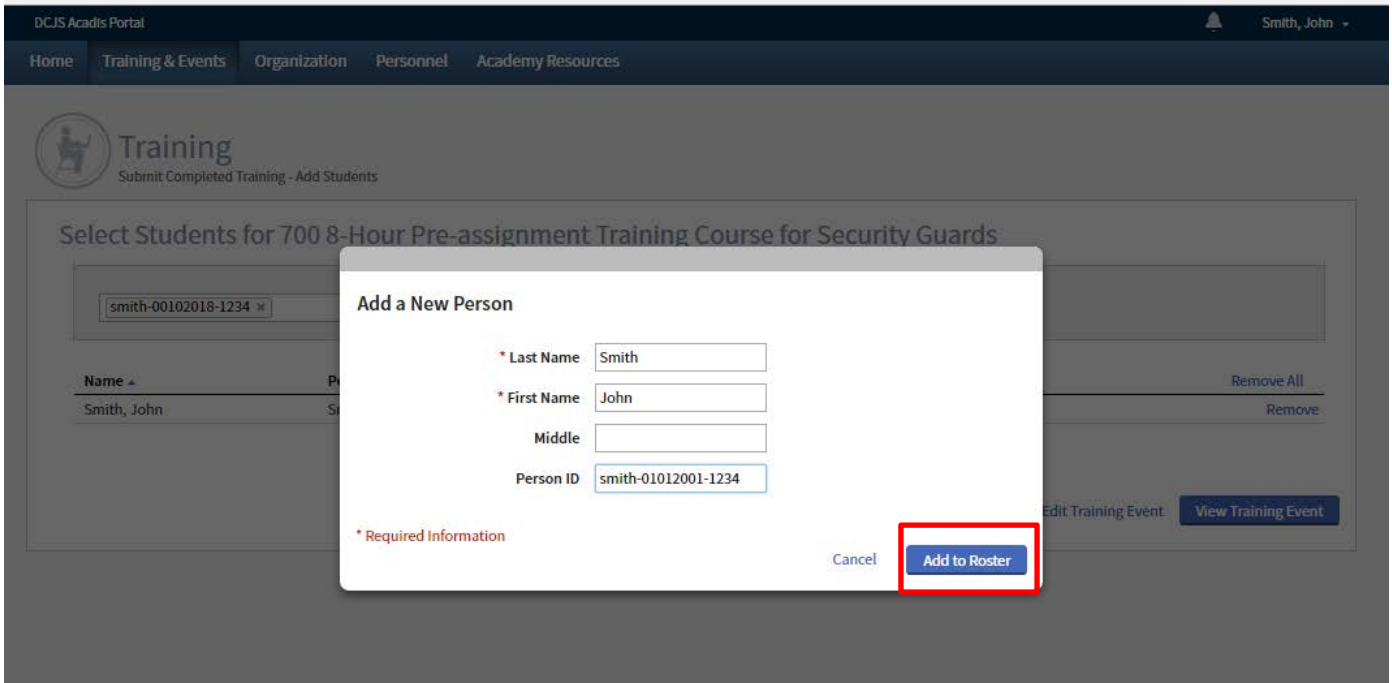 DCJS Acadis Portal Smith, John
Home Training & Events Organization Personnel Academy Resources
Training
Submit Completed Training - Add Students
Select Students for 700 8-Hour Pre-assignment Training Course for Security Guards
smith-00102018-1234 ×
Add a New Person
* Last Name Smith
* First Name John
Middle
Person ID smith-01012001-1234
* Required Information
Cancel Add to Roster
Name Remove All
Smith, John Remove
Edit Training Event View Training Event